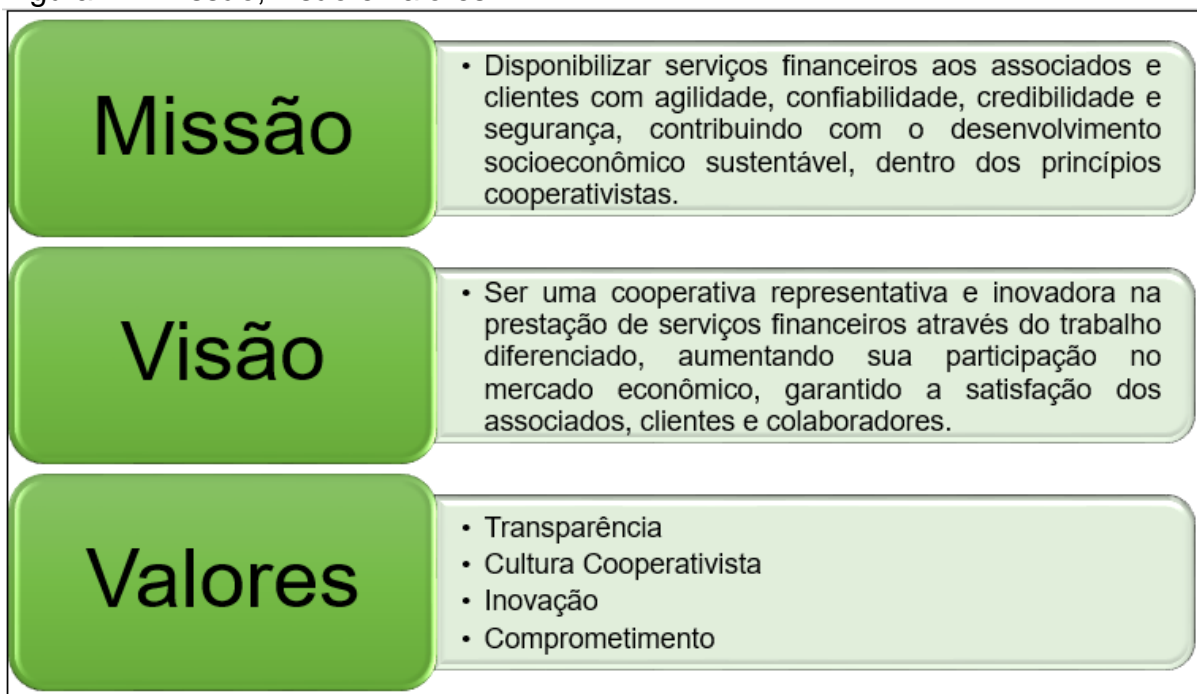 Missão
• Disponibilizar serviços financeiros aos associados e
clientes com agilidade, confiabilidade, credibilidade e
segurança, contribuindo com o desenvolvimento
socioeconômico sustentável, dentro dos princípios
cooperativistas.
Visão
• Ser uma cooperativa representativa e inovadora na
prestação de serviços financeiros através do trabalho
diferenciado, aumentando sua participação no
mercado econômico, garantido a satisfação dos
associados, clientes e colaboradores.
Valores
• Transparência
• Cultura Cooperativista
• Inovação
• Comprometimento